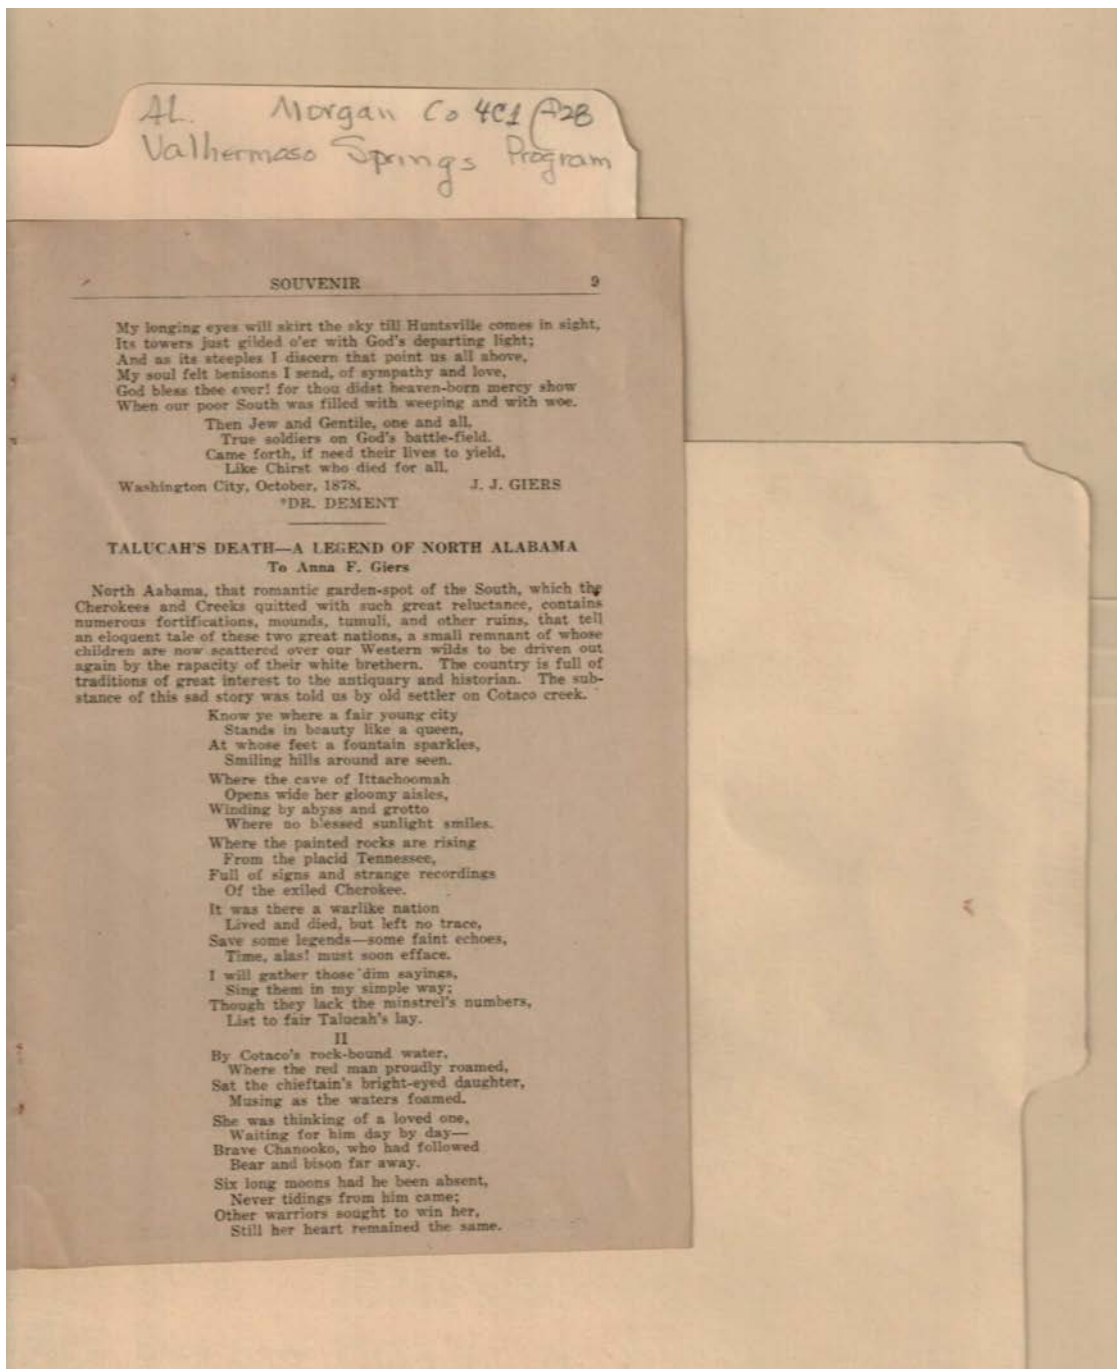 AL. Morgan Co 4C1 A2B
Valhermoso Springs Program
SOUVENIR 9
My longing eyes will skirt the sky till Huntsville comes in sight,
Its towers just gilded o'er with God's departing light;
And as its steeples I discern that point us all above,
My soul felt benisons I send, of sympathy and love,
God bless thee ever! for thou didst heaven-born mercy show
When our poor South was filled with weeping and with woe.
Then Jew and Gentile, one and all,
True soldiers on God's battle-field.
Came forth, if need their lives to yield,
Like Chirst who died for all.
Washington City, October, 1878. J. J. GIERS
*DR. DEMENT
TALUCAH'S DEATH—A LEGEND OF NORTH ALABAMA
To Anna F. Giers
North Aabama, that romantic garden-spot of the South, which the
Cherokees and Creeks quitted with such great reluctance, contains
numerous fortifications, mounds, tumuli, and other ruins, that tell
an eloquent tale of these two great nations, a small remnant of whose
children are now scattered over our Western wilds to be driven out
again by the rapacity of their white brethern. The country is full of
traditions of great interest to the antiquary and historian. The sub-
stance of this sad story was told us by old settler on Cotaco creek.
Know ye where a fair young city
Stands in beauty like a queen,
At whose feet a fountain sparkles,
Smiling hills around are seen.
Where the cave of Ittachoomah
Opens wide her gloomy aisles,
Winding by abyss and grotto
Where no blessed sunlight smiles.
Where the painted rocks are rising
From the placid Tennessee,
Full of signs and strange recordings
Of the exiled Cherokee.
It was there a warlike nation
Lived and died, but left no trace,
Save some legends—some faint echoes,
Time, alas! must soon efface.
I will gather those dim sayings,
Sing them in my simple way;
Though they lack the minstrel's numbers,
List to fair Talucah's lay.
II
By Cotaco's rock-bound water,
Where the red man proudly roamed,
Sat the chieftain's bright-eyed daughter,
Musing as the waters foamed.
She was thinking of a loved one,
Waiting for him day by day—
Brave Chanooko, who had followed
Bear and bison far away.
Six long moons had he been absent,
Never tidings from him came;
Other warriors sought to win her,
Still her heart remained the same.